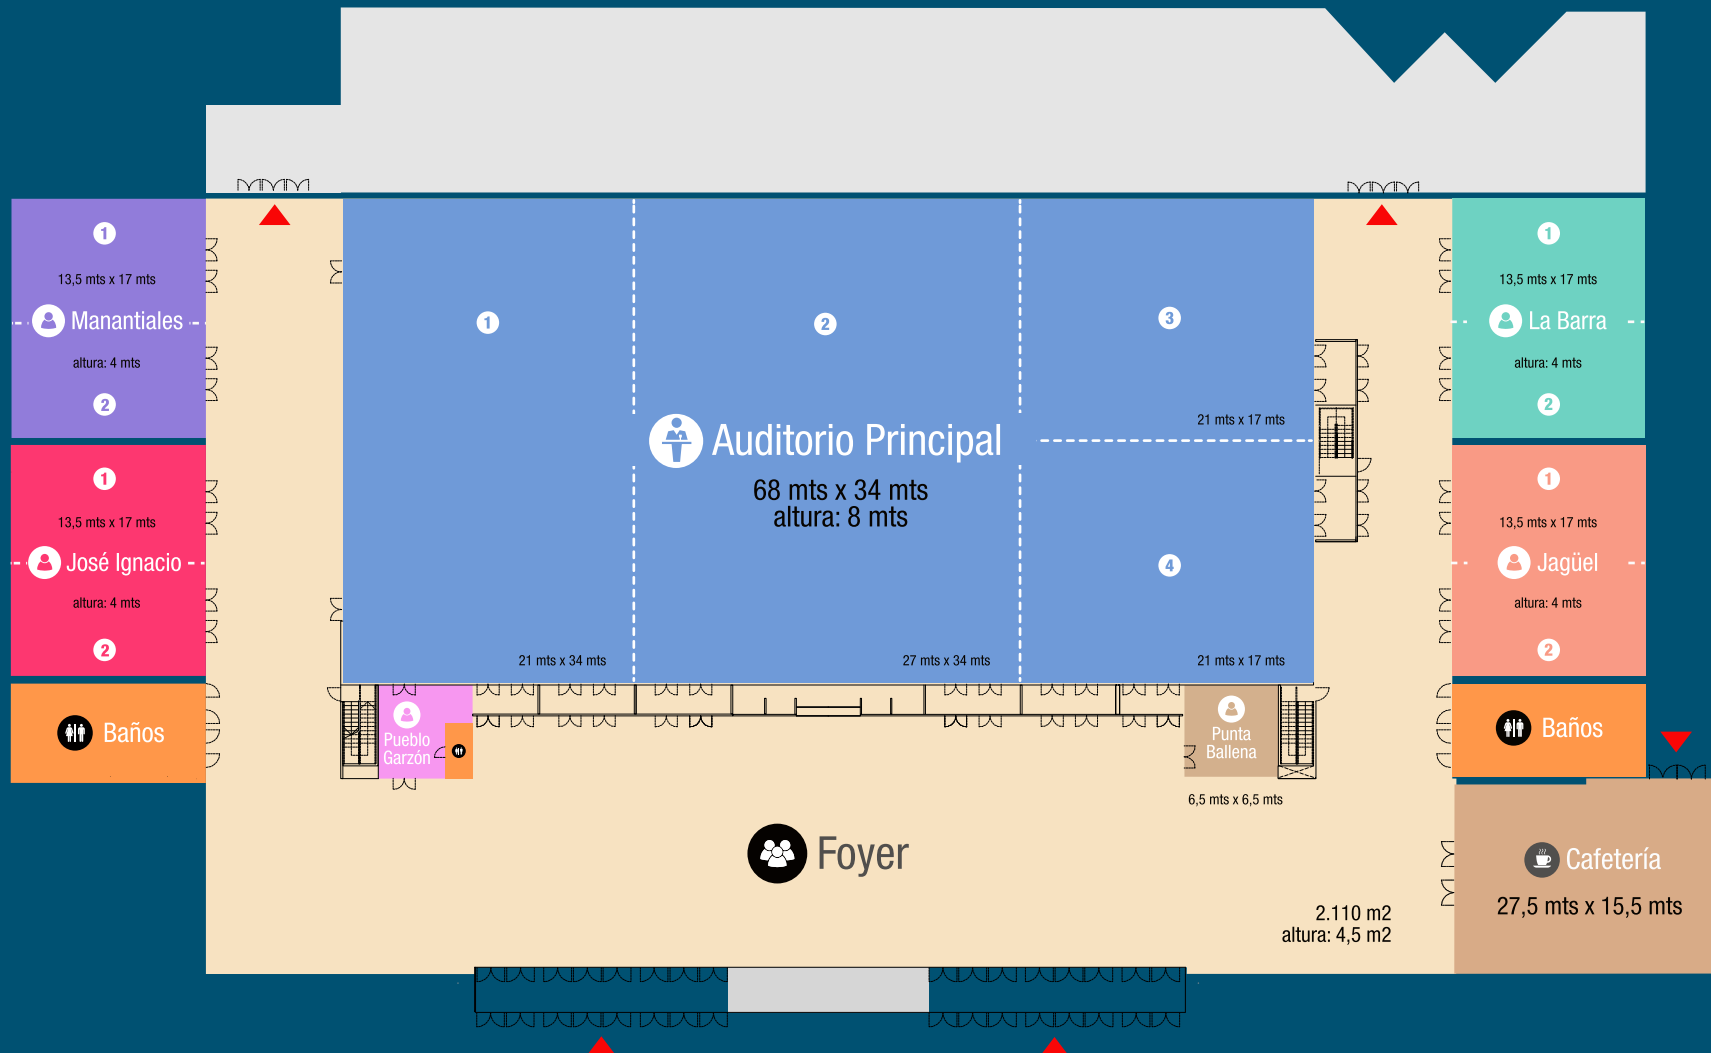 1
13,5 mts x 17 mts
Manantiales
altura: 4 mts
2
1
13,5 mts x 17 mts
José Ignacio
altura: 4 mts
2
Baños
1
2
3
21 mts x 17 mts
Auditorio Principal
68 mts x 34 mts
altura: 8 mts
4
21 mts x 34 mts
27 mts x 34 mts
21 mts x 17 mts
Pueblo
Garzón
Punta
Ballena
6,5 mts x 6,5 mts
Foyer
2.110 m2
altura: 4,5 m2
1
13,5 mts x 17 mts
La Barra
altura: 4 mts
2
1
13,5 mts x 17 mts
Jagüel
altura: 4 mts
2
Baños
Cafetería
27,5 mts x 15,5 mts